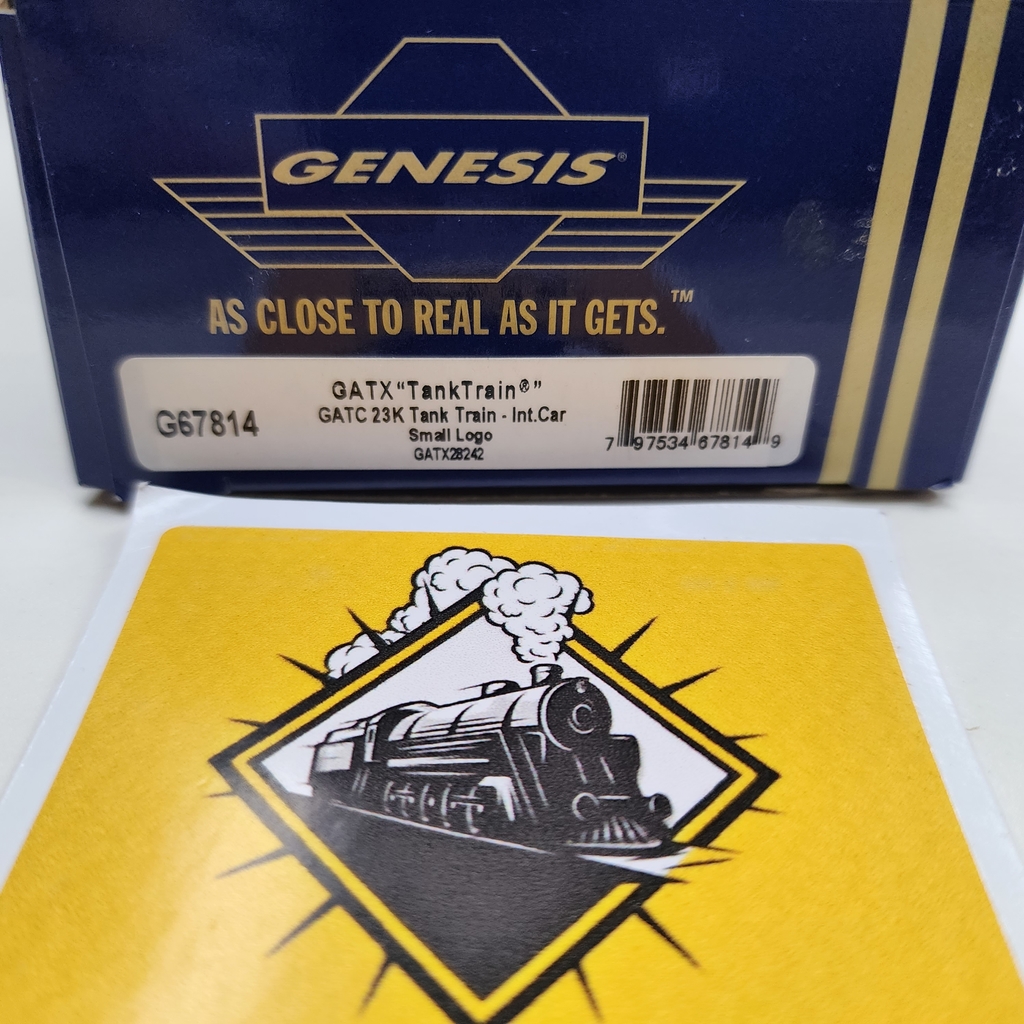 GENESIS®
AS CLOSE TO REAL AS IT GETS.™
G67814
GATX“TankTrain®”
GATC 23K Tank Train - Int.Car
Small Logo
GATX28242
7 97534 67814 9